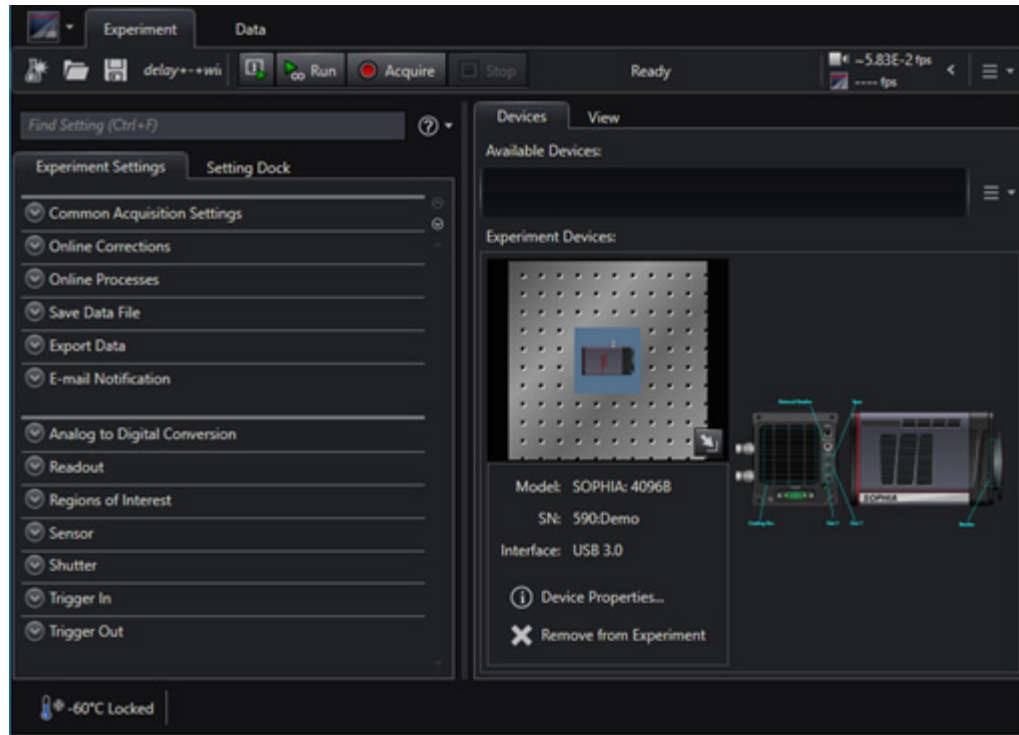 Experiment Data
delay+-+wii Run Acquire Stop Ready ~5.83E-2 fps
---- fps
Find Setting (Ctrl+F)
Experiment Settings Setting Dock
Common Acquisition Settings
Online Corrections
Online Processes
Save Data File
Export Data
E-mail Notification
Analog to Digital Conversion
Readout
Regions of Interest
Sensor
Shutter
Trigger In
Trigger Out
Devices View
Available Devices:
Experiment Devices:
Model: SOPHIA: 4096B
SN: 590:Demo
Interface: USB 3.0
Device Properties...
Remove from Experiment
SOPHIA
-60°C Locked